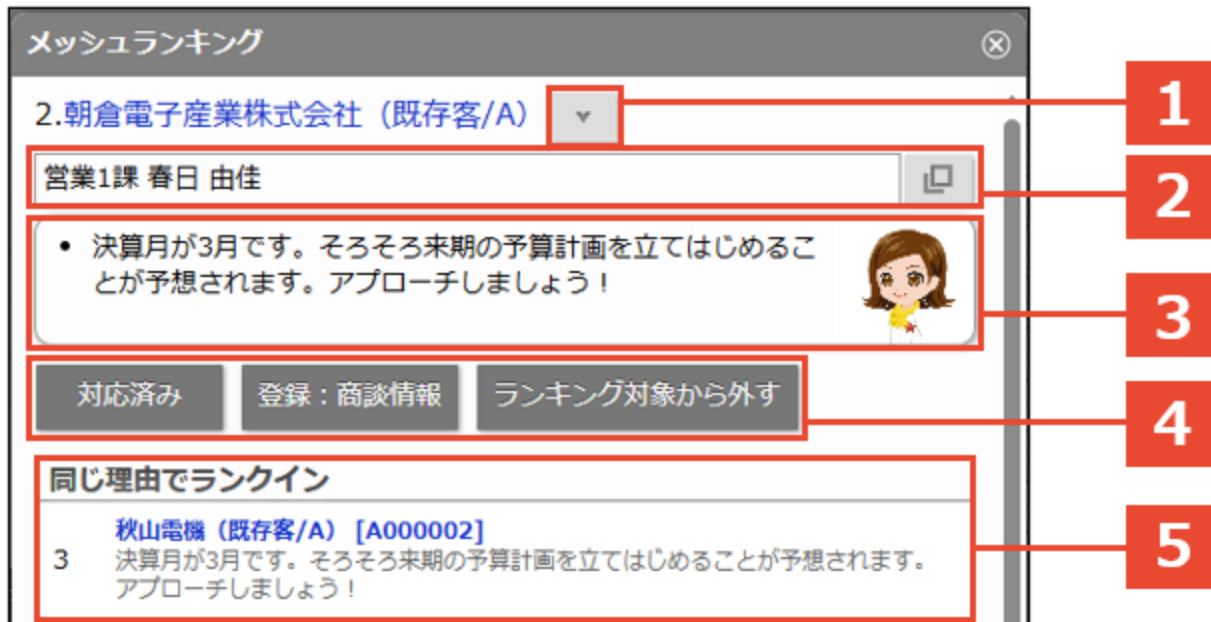 メッシュランキング
2.朝倉電子産業株式会社（既存客/A）
1
営業1課 春日 由佳
2
• 決算月が3月です。そろそろ来期の予算計画を立てはじめるこ
とが予想されます。アプローチしましょう！
3
対応済み 登録：商談情報 ランキング対象から外す
4
同じ理由でランクイン
3 秋山電機（既存客/A） [A000002]
決算月が3月です。そろそろ来期の予算計画を立てはじめることが予想されます。
アプローチしましょう！
5